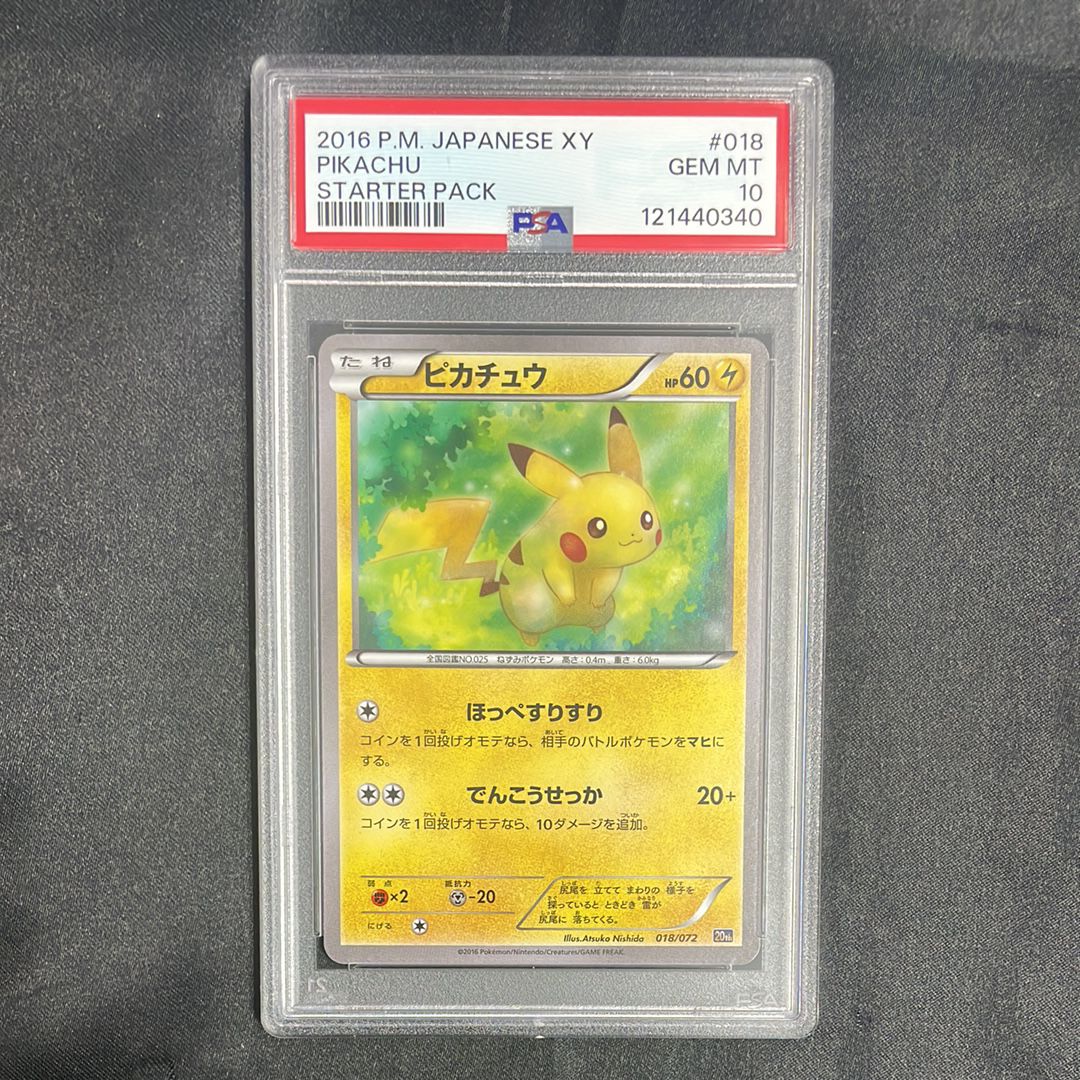 2016 P.M. JAPANESE XY #018
PIKACHU GEM MT
STARTER PACK 10
PSA 121440340
たね ピカチュウ HP60
全国図鑑NO.025 ねずみポケモン 高さ:0.4m 重さ:6.0kg
ほっぺすりすり
コインを1回投げオモテなら、相手のバトルポケモンをマヒに
する。
でんこうせっか 20+
コインを1回投げオモテなら、10ダメージを追加。
弱点 抵抗力
×2 -20
にげる
尻尾を 立てて まわりの 様子を
探っていると ときどき 雷が
尻尾に 落ちてくる。
Illus.Atsuko Nishida 018/072 20th
©2016 Pokémon/Nintendo/Creatures/GAME FREAK.
PSA